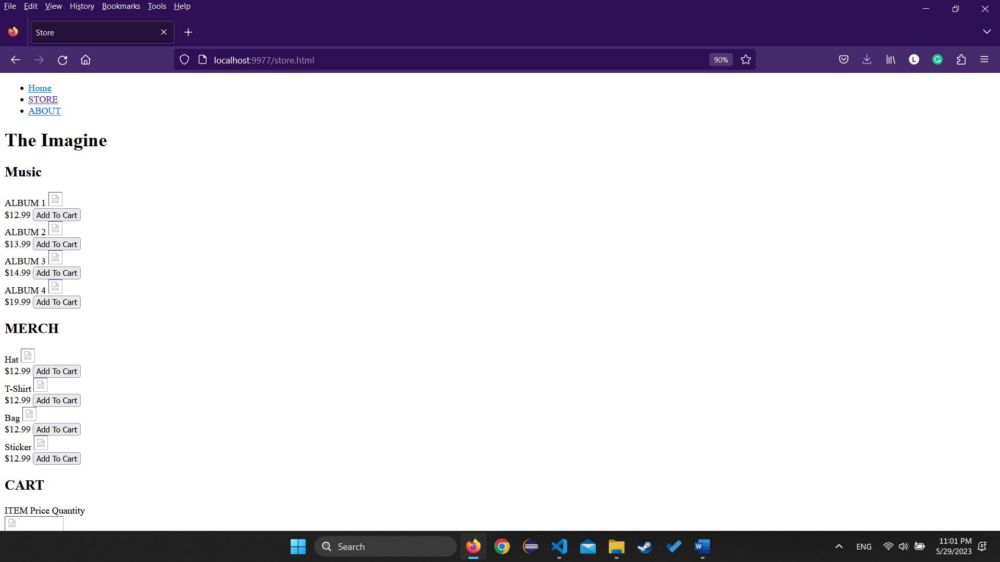 File Edit View History Bookmarks Tools Help
Store
localhost:9977/store.html 90%
Home
STORE
ABOUT
The Imagine
Music
ALBUM 1
$12.99 Add To Cart
ALBUM 2
$13.99 Add To Cart
ALBUM 3
$14.99 Add To Cart
ALBUM 4
$19.99 Add To Cart
MERCH
Hat
$12.99 Add To Cart
T-Shirt
$12.99 Add To Cart
Bag
$12.99 Add To Cart
Sticker
$12.99 Add To Cart
CART
ITEM Price Quantity
Search ENG 11:01 PM
5/29/2023